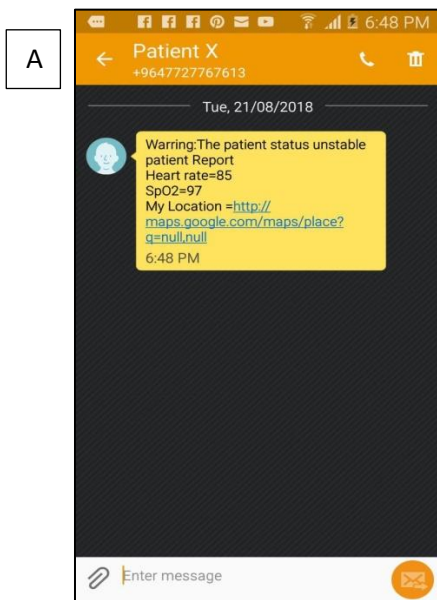 A
6:48 PM
Patient X
+9647727767613
Tue, 21/08/2018
Warring:The patient status unstable
patient Report
Heart rate=85
SpO2=97
My Location =http://
maps.google.com/maps/place?
q=null,null
6:48 PM
Enter message